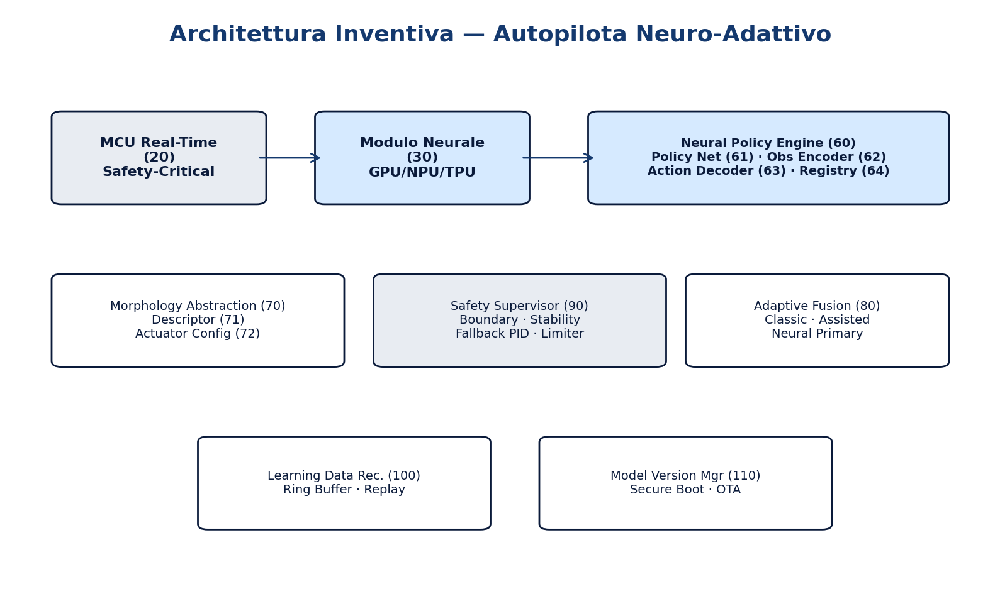 Architettura Inventiva — Autopilota Neuro-Adattivo
MCU Real-Time
(20)
Safety-Critical
Modulo Neurale
(30)
GPU/NPU/TPU
Neural Policy Engine (60)
Policy Net (61) · Obs Encoder (62)
Action Decoder (63) · Registry (64)
Morphology Abstraction (70)
Descriptor (71)
Actuator Config (72)
Safety Supervisor (90)
Boundary · Stability
Fallback PID · Limiter
Adaptive Fusion (80)
Classic · Assisted
Neural Primary
Learning Data Rec. (100)
Ring Buffer · Replay
Model Version Mgr (110)
Secure Boot · OTA